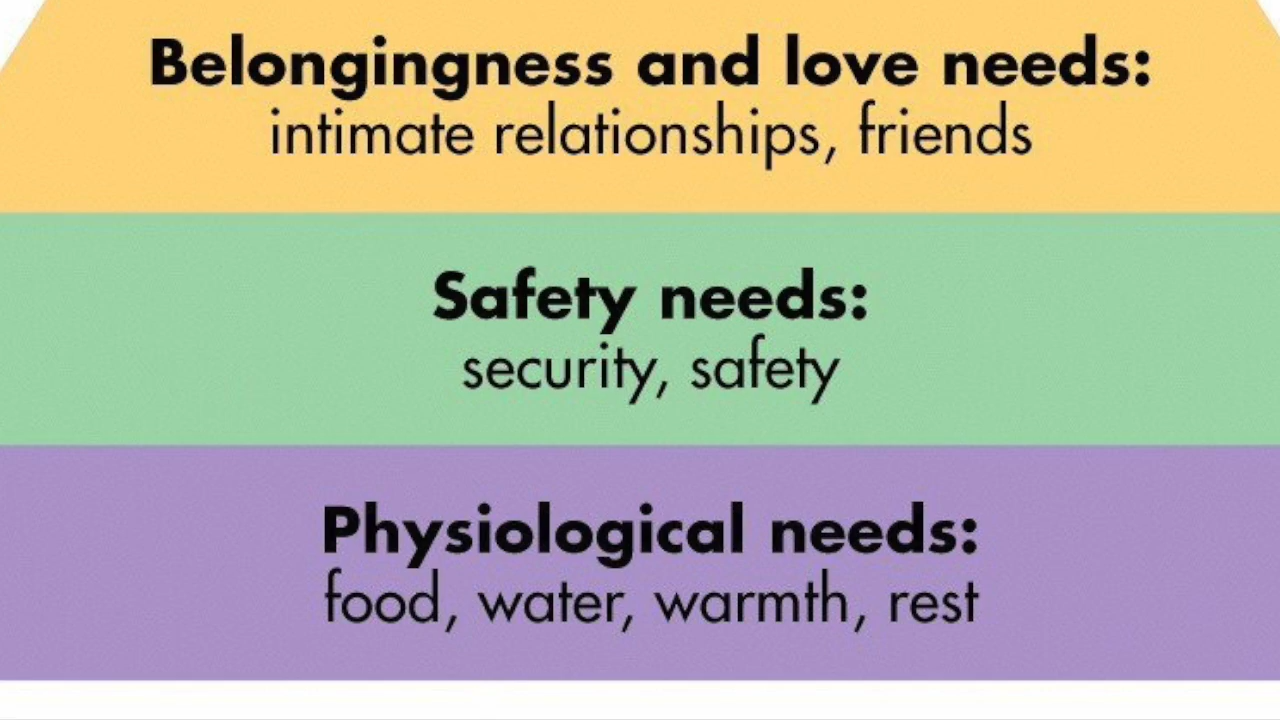 Belongingness and love needs:
intimate relationships, friends
Safety needs:
security, safety
Physiological needs:
food, water, warmth, rest